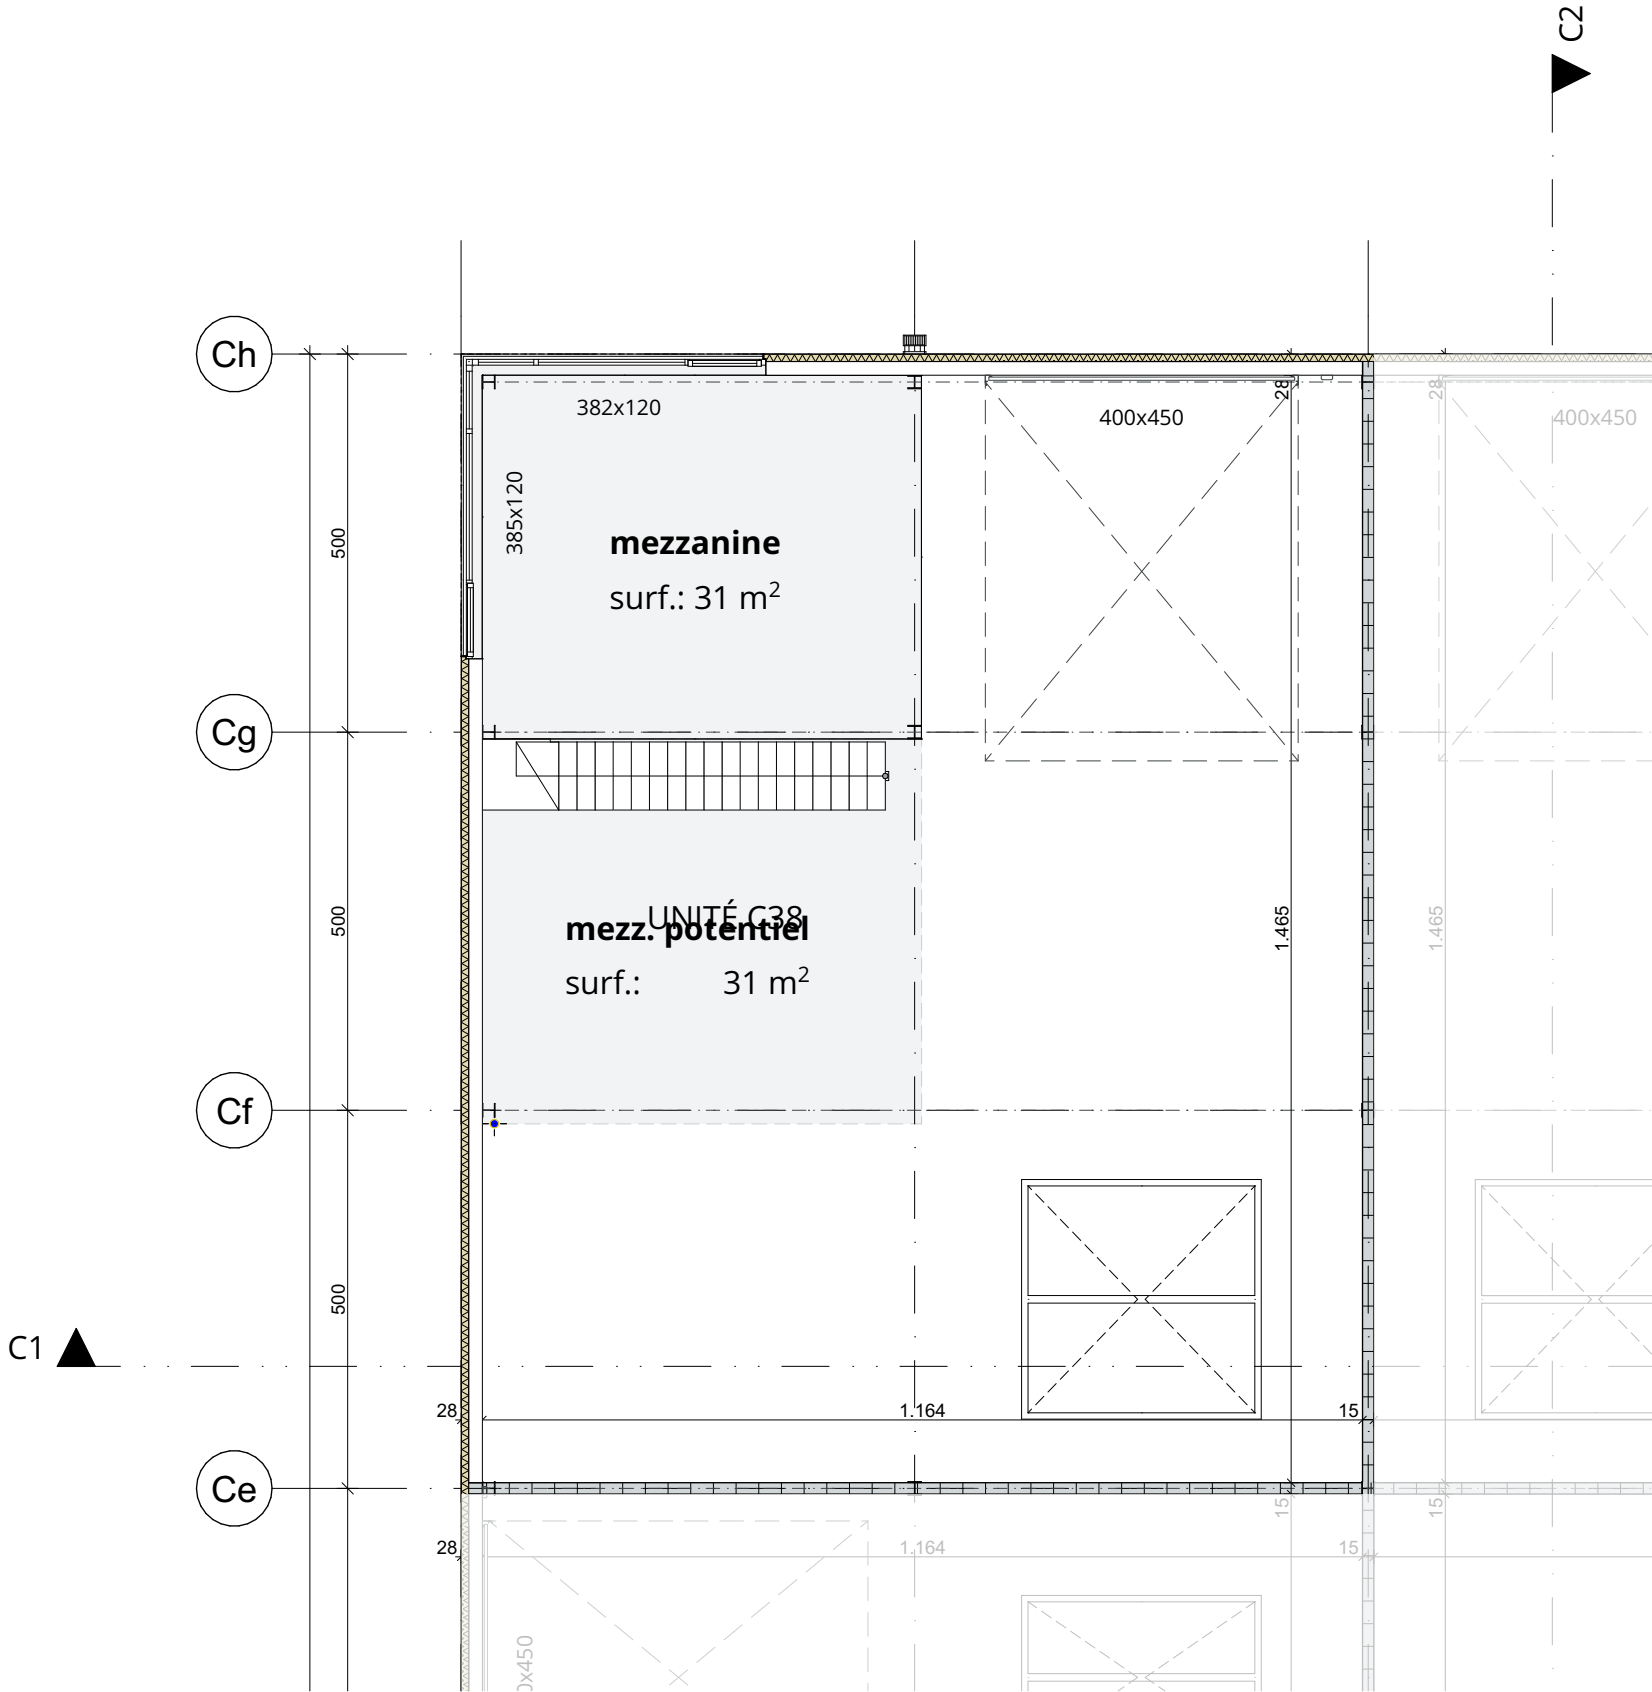 C2
Ch
28
28
382x120
400x450
400x450
385x120
500
mezzanine
surf.: 31 m²
Cg
500
UNITÉ C38
mezz. potentiel
1.465
1.465
surf.: 31 m²
Cf
500
C1
28
1.164
15
Ce
15
15
28
1.164
15
0x450